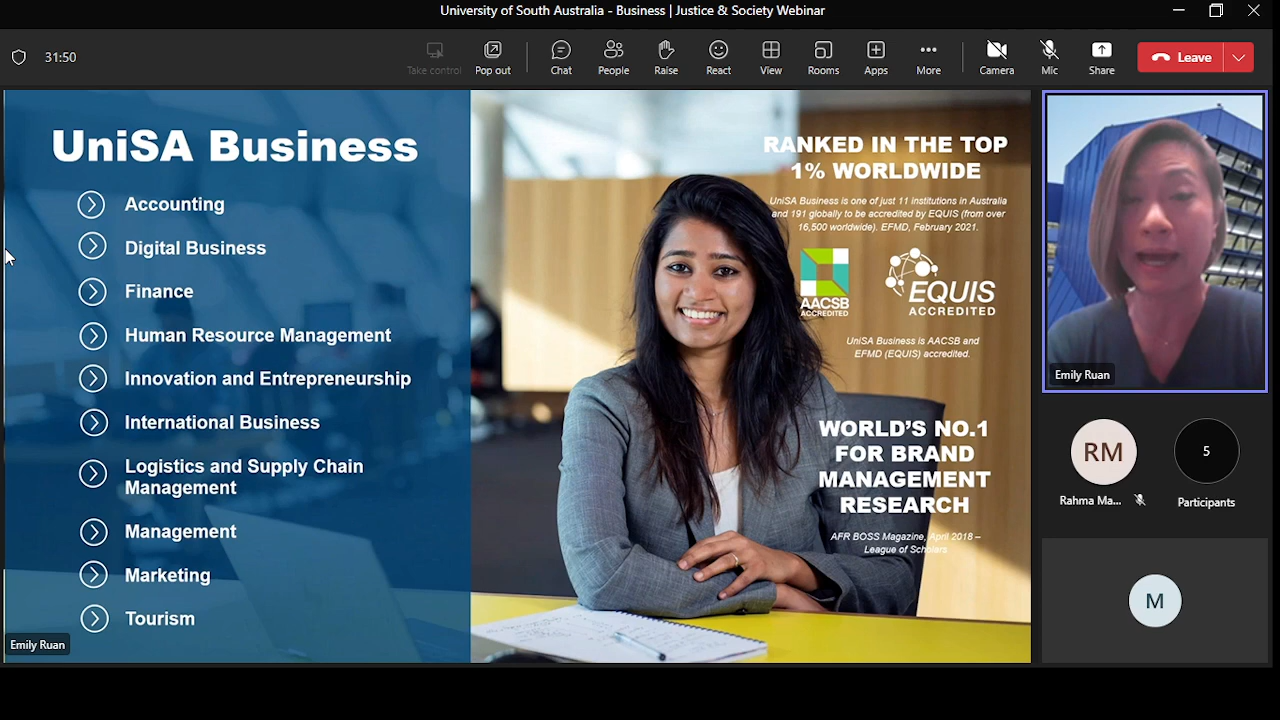 University of South Australia - Business | Justice & Society Webinar
31:50
Take control
Pop out
Chat
People
Raise
React
View
Rooms
Apps
More
Camera
Mic
Share
Leave
UniSA Business
Accounting
Digital Business
Finance
Human Resource Management
Innovation and Entrepreneurship
International Business
Logistics and Supply Chain
Management
Management
Marketing
Tourism
Emily Ruan
RANKED IN THE TOP
1% WORLDWIDE
UniSA Business is one of just 11 institutions in Australia
and 191 globally to be accredited by EQUIS (from over
16,500 worldwide). EFMD, February 2021.
AACSB
ACCREDITED
EQUIS
ACCREDITED
UniSA Business is AACSB and
EFMD (EQUIS) accredited.
WORLD'S NO.1
FOR BRAND
MANAGEMENT
RESEARCH
AFR BOSS Magazine, April 2018 –
League of Scholars
Emily Ruan
RM
Rahma Ma...
5
Participants
M